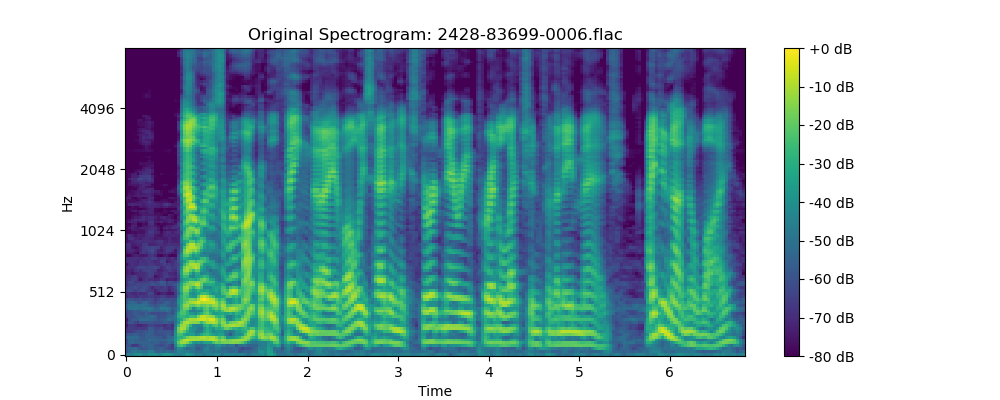 Original Spectrogram: 2428-83699-0006.flac
Hz
4096
2048
1024
512
0
0 1 2 3 4 5 6
Time
+0 dB
-10 dB
-20 dB
-30 dB
-40 dB
-50 dB
-60 dB
-70 dB
-80 dB